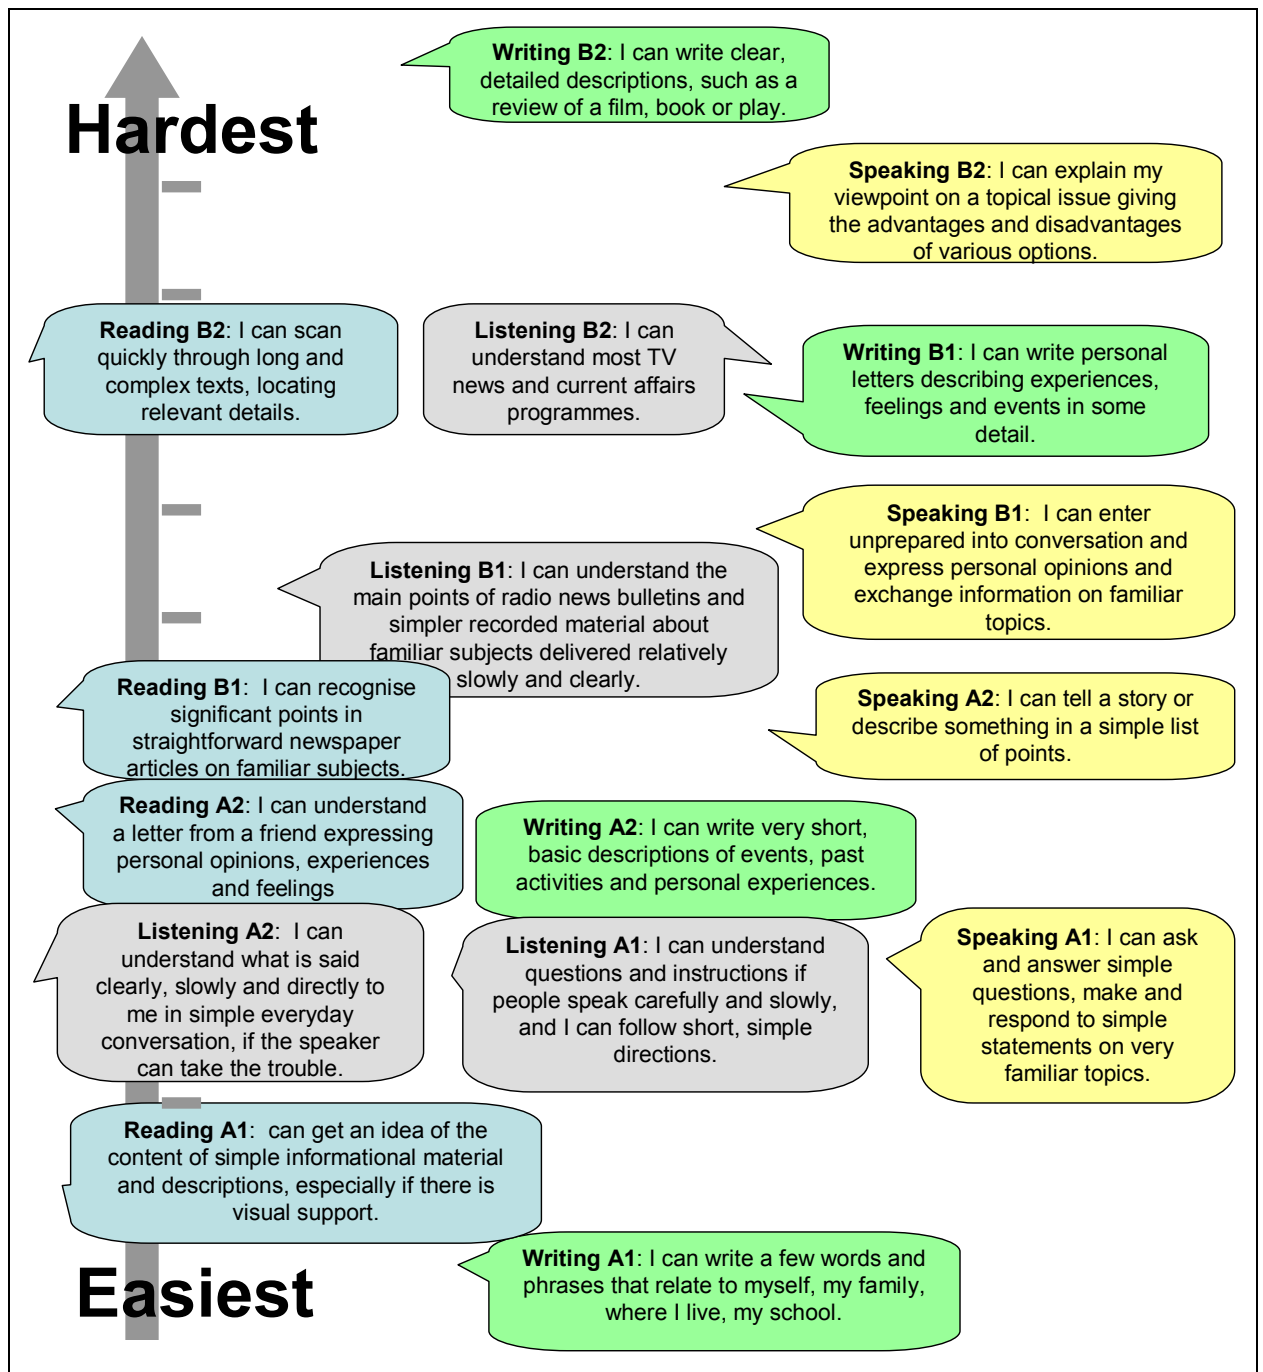 Hardest
Writing B2: I can write clear,
detailed descriptions, such as a
review of a film, book or play.
Speaking B2: I can explain my
viewpoint on a topical issue giving
the advantages and disadvantages
of various options.
Reading B2: I can scan
quickly through long and
complex texts, locating
relevant details.
Listening B2: I can
understand most TV
news and current affairs
programmes.
Writing B1: I can write personal
letters describing experiences,
feelings and events in some
detail.
Speaking B1:  I can enter
unprepared into conversation and
express personal opinions and
exchange information on familiar
topics.
Listening B1: I can understand the
main points of radio news bulletins and
simpler recorded material about
familiar subjects delivered relatively
slowly and clearly.
Reading B1:  I can recognise
significant points in
straightforward newspaper
articles on familiar subjects.
Speaking A2: I can tell a story or
describe something in a simple list
of points.
Reading A2: I can understand
a letter from a friend expressing
personal opinions, experiences
and feelings
Writing A2: I can write very short,
basic descriptions of events, past
activities and personal experiences.
Listening A2:  I can
understand what is said
clearly, slowly and directly to
me in simple everyday
conversation, if the speaker
can take the trouble.
Listening A1: I can understand
questions and instructions if
people speak carefully and slowly,
and I can follow short, simple
directions.
Speaking A1: I can ask
and answer simple
questions, make and
respond to simple
statements on very
familiar topics.
Reading A1:  can get an idea of the
content of simple informational material
and descriptions, especially if there is
visual support.
Writing A1: I can write a few words and
phrases that relate to myself, my family,
where I live, my school.
Easiest